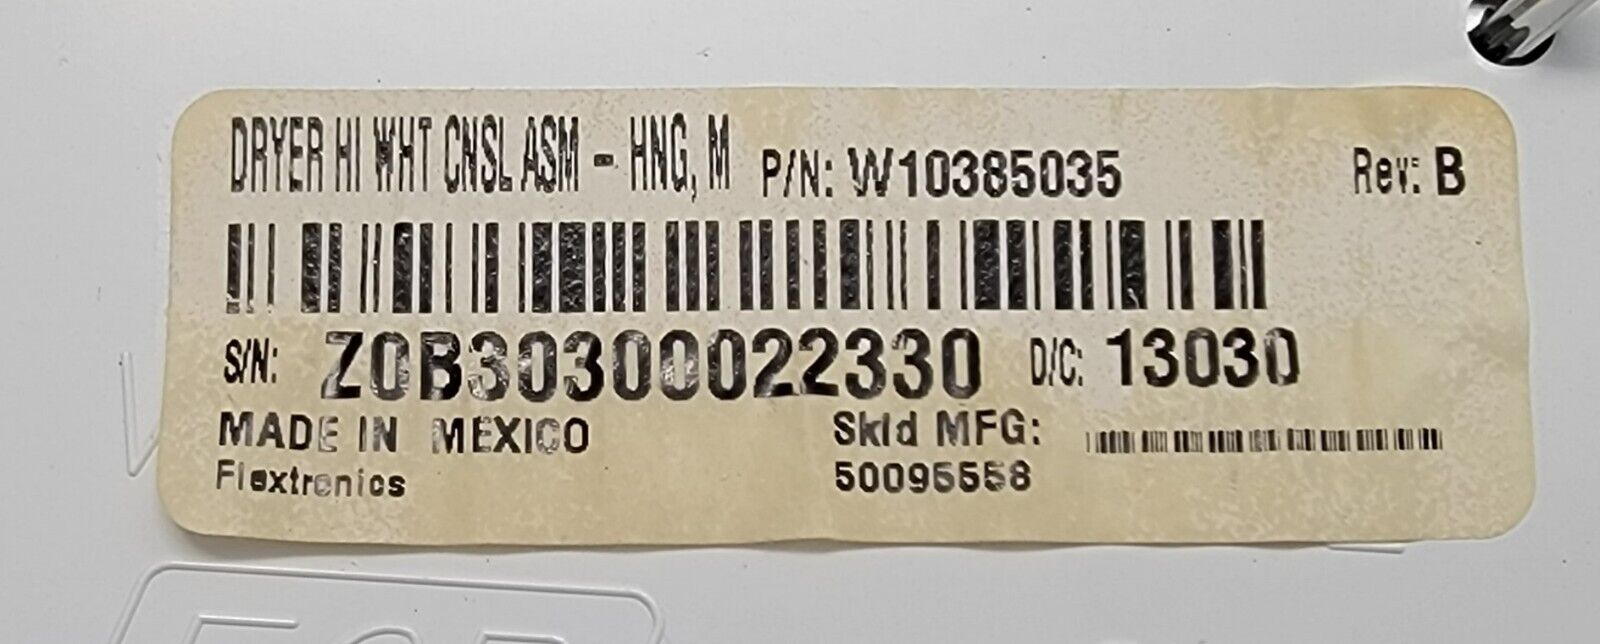 DRYER HI WHT CNSL ASM - HNG, M P/N: W10385035 Rev: B
S/N: Z0B30300022330 D/C: 13030
MADE IN MEXICO Skid MFG:
Flextronics 50095558